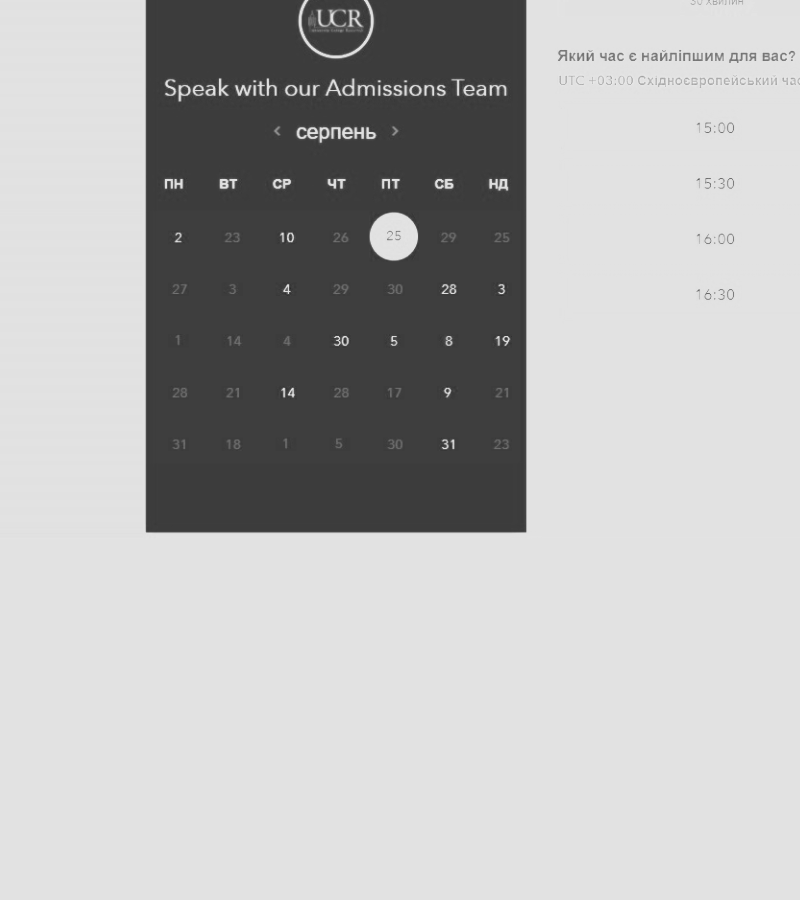 UCR
30 хвилин
Який час є найліпшим для вас?
UTC +03:00 Східноєвропейський час
Speak with our Admissions Team
‹ серпень ›
ПН ВТ СР ЧТ ПТ СБ НД
2 23 10 26 25 29 25
27 3 4 29 30 28 3
1 14 4 30 5 8 19
28 21 14 28 17 9 21
31 18 1 5 30 31 23
15:00
15:30
16:00
16:30